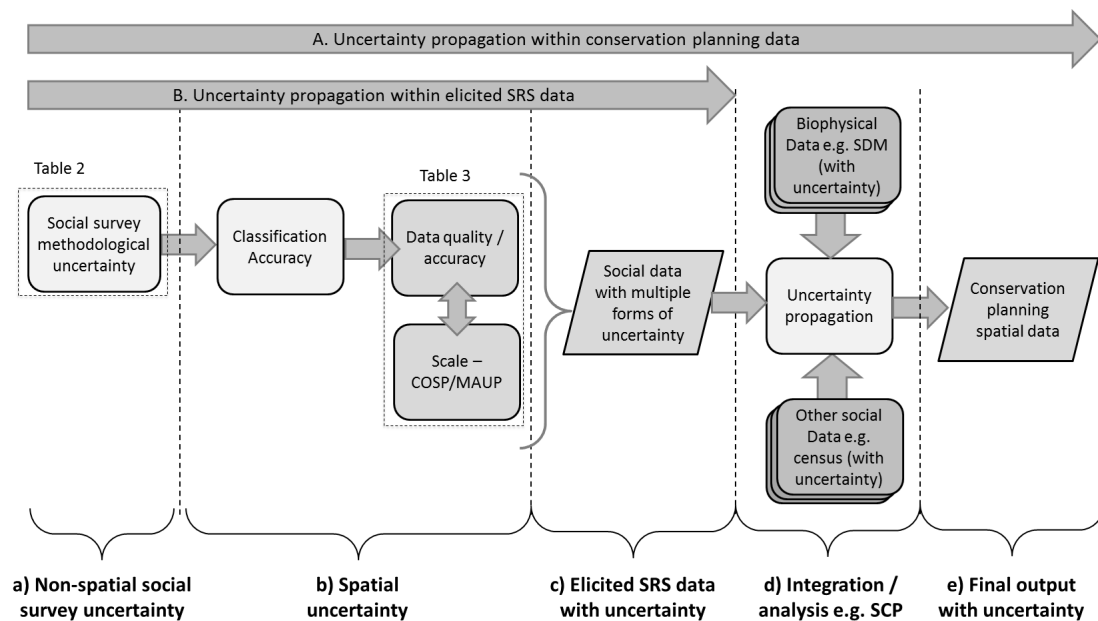 A. Uncertainty propagation within conservation planning data
B. Uncertainty propagation within elicited SRS data
Table 2
Social survey
methodological
uncertainty
Classification
Accuracy
Table 3
Data quality /
accuracy
Scale –
COSP/MAUP
Social data
with multiple
forms of
uncertainty
Biophysical
Data e.g. SDM
(with
uncertainty)
Uncertainty
propagation
Other social
Data e.g.
census (with
uncertainty)
Conservation
planning
spatial data
a) Non-spatial social
survey uncertainty
b) Spatial
uncertainty
c) Elicited SRS data
with uncertainty
d) Integration /
analysis e.g. SCP
e) Final output
with uncertainty